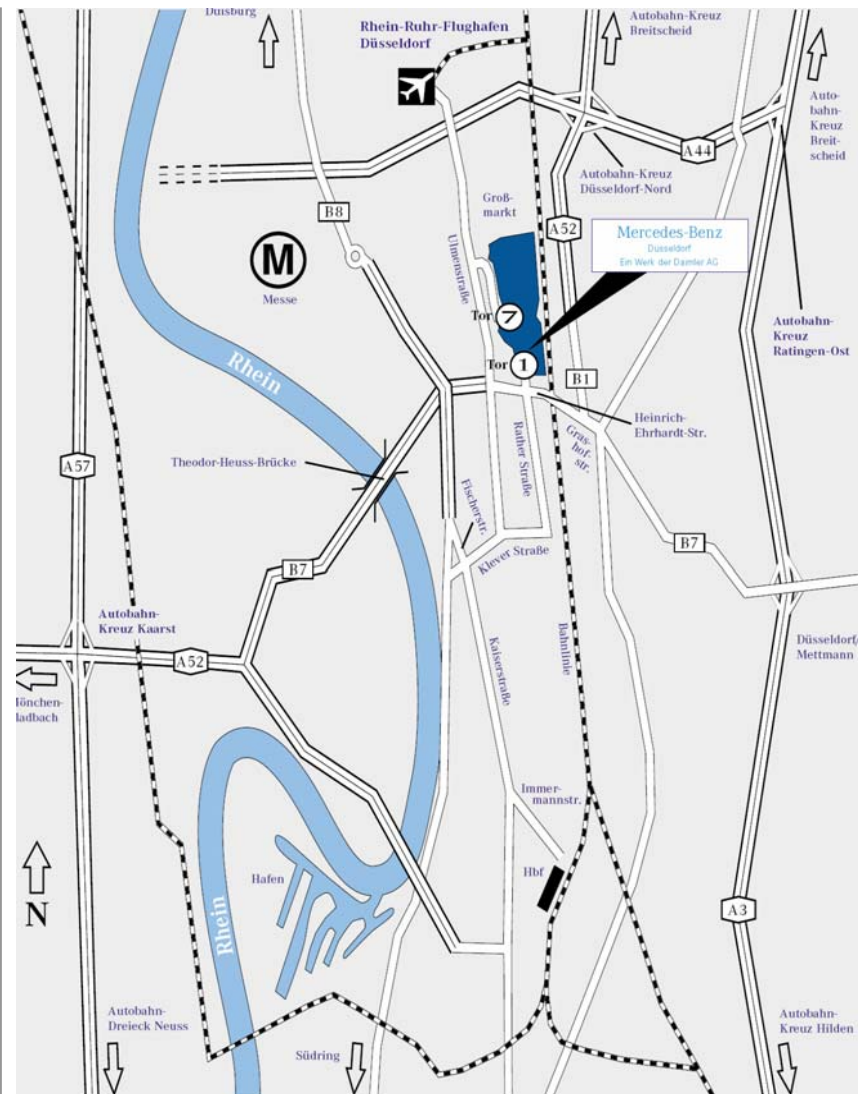 Duisburg
Rhein-Ruhr-Flughafen
Düsseldorf
Autobahn-Kreuz
Breitscheid
Auto-
bahn-
Kreuz
Breit-
scheid
A44
Autobahn-Kreuz
Düsseldorf-Nord
B8
Groß-
markt
A52
Mercedes-Benz
Düsseldorf
Ein Werk der Daimler AG
M
Messe
Ulmenstraße
Tor 7
Autobahn-
Kreuz
Ratingen-Ost
Rhein
Tor 1
B1
Heinrich-
Ehrhardt-Str.
Gras-
hof-
str.
Rather Straße
A57
Theodor-Heuss-Brücke
Fischerstr.
Klever Straße
B7
B7
Autobahn-
Kreuz Kaarst
A52
Kaiserstraße
Bahnlinie
Düsseldorf/
Mettmann
Mönchen-
gladbach
Immer-
mannstr.
Hbf
Hafen
N
Rhein
A3
Autobahn-
Dreieck Neuss
Südring
Autobahn-
Kreuz Hilden